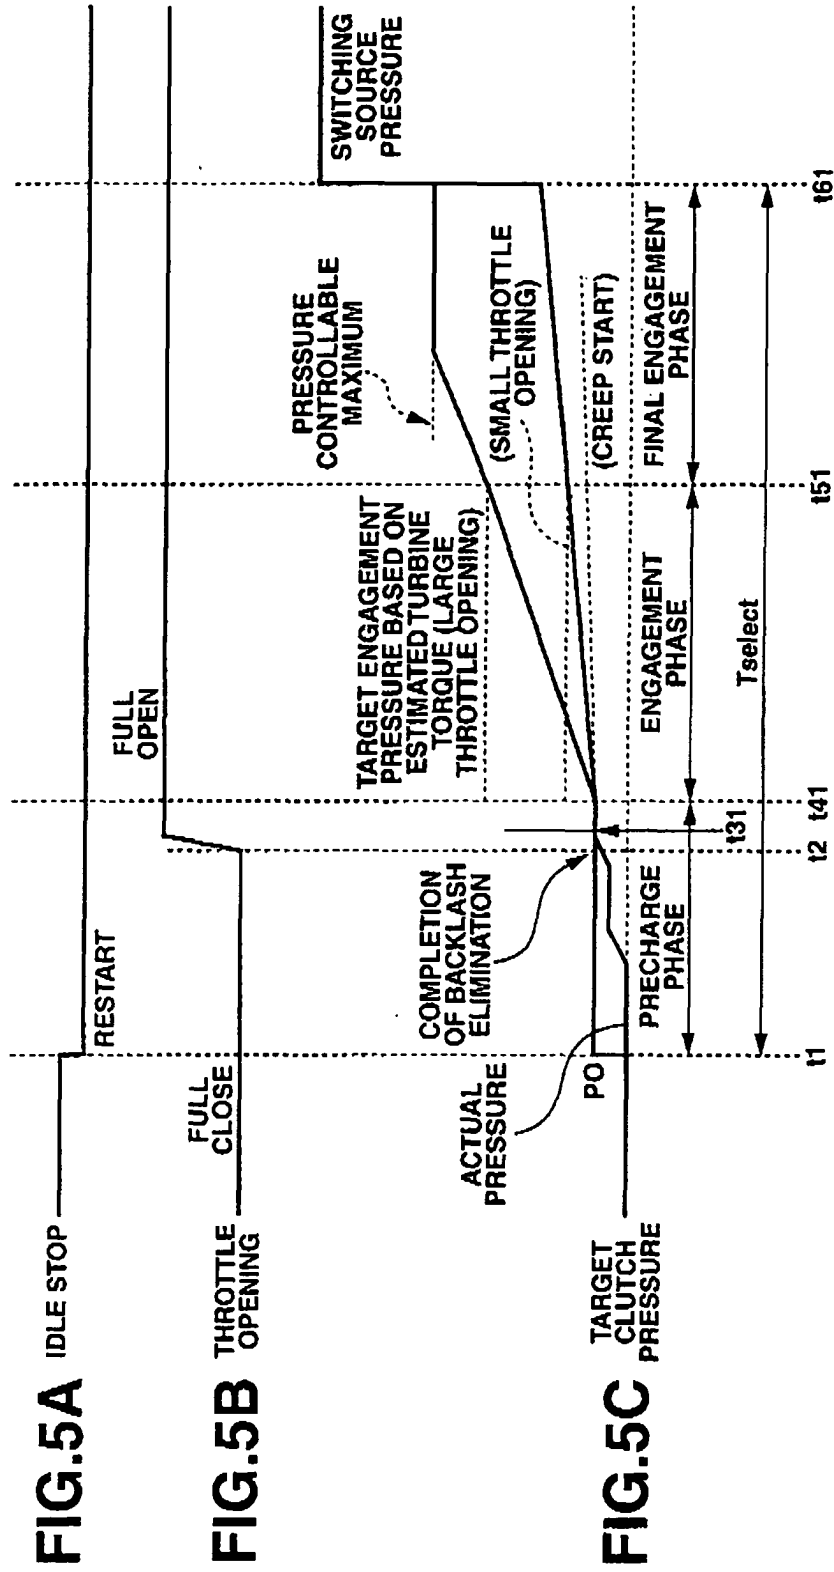 FIG.5A
IDLE STOP
RESTART
FIG.5B
THROTTLE
OPENING
FULL
CLOSE
FULL
OPEN
FIG.5C
TARGET
CLUTCH
PRESSURE
ACTUAL
PRESSURE
PO
COMPLETION
OF BACKLASH
ELIMINATION
TARGET ENGAGEMENT
PRESSURE BASED ON
ESTIMATED TURBINE
TORQUE (LARGE
THROTTLE OPENING)
PRESSURE
CONTROLLABLE
MAXIMUM
(SMALL THROTTLE
OPENING)
(CREEP START)
SWITCHING
SOURCE
PRESSURE
PRECHARGE
PHASE
ENGAGEMENT
PHASE
FINAL ENGAGEMENT
PHASE
t31
Tselect
t1
t2
t41
t51
t61